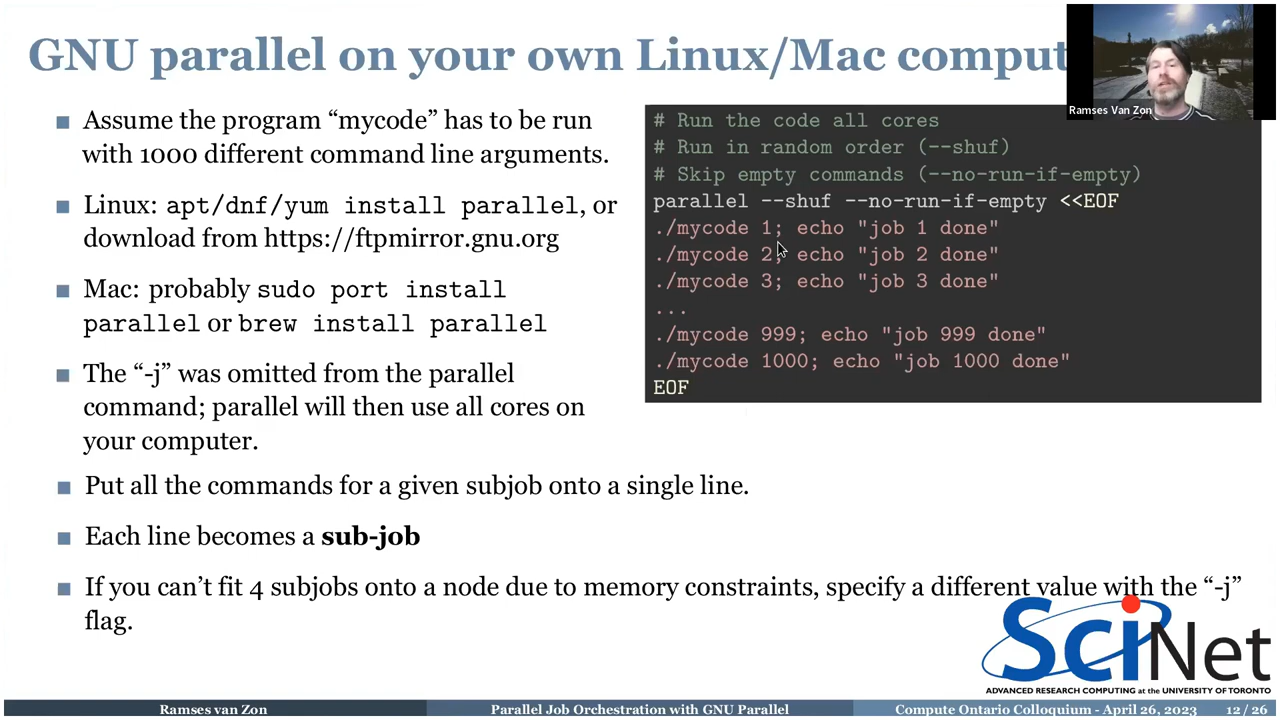 GNU parallel on your own Linux/Mac comput
Ramses Van Zon
Assume the program “mycode” has to be run
with 1000 different command line arguments.
Linux: apt/dnf/yum install parallel, or
download from https://ftpmirror.gnu.org
Mac: probably sudo port install
parallel or brew install parallel
The “-j” was omitted from the parallel
command; parallel will then use all cores on
your computer.
# Run the code all cores
# Run in random order (--shuf)
# Skip empty commands (--no-run-if-empty)
parallel --shuf --no-run-if-empty <<EOF
./mycode 1; echo "job 1 done"
./mycode 2; echo "job 2 done"
./mycode 3; echo "job 3 done"
...
./mycode 999; echo "job 999 done"
./mycode 1000; echo "job 1000 done"
EOF
Put all the commands for a given subjob onto a single line.
Each line becomes a sub-job
If you can’t fit 4 subjobs onto a node due to memory constraints, specify a different value with the “-j”
flag.
SciNet
ADVANCED RESEARCH COMPUTING at the UNIVERSITY OF TORONTO
Ramses van Zon
Parallel Job Orchestration with GNU Parallel
Compute Ontario Colloquium - April 26, 2023
12 / 26